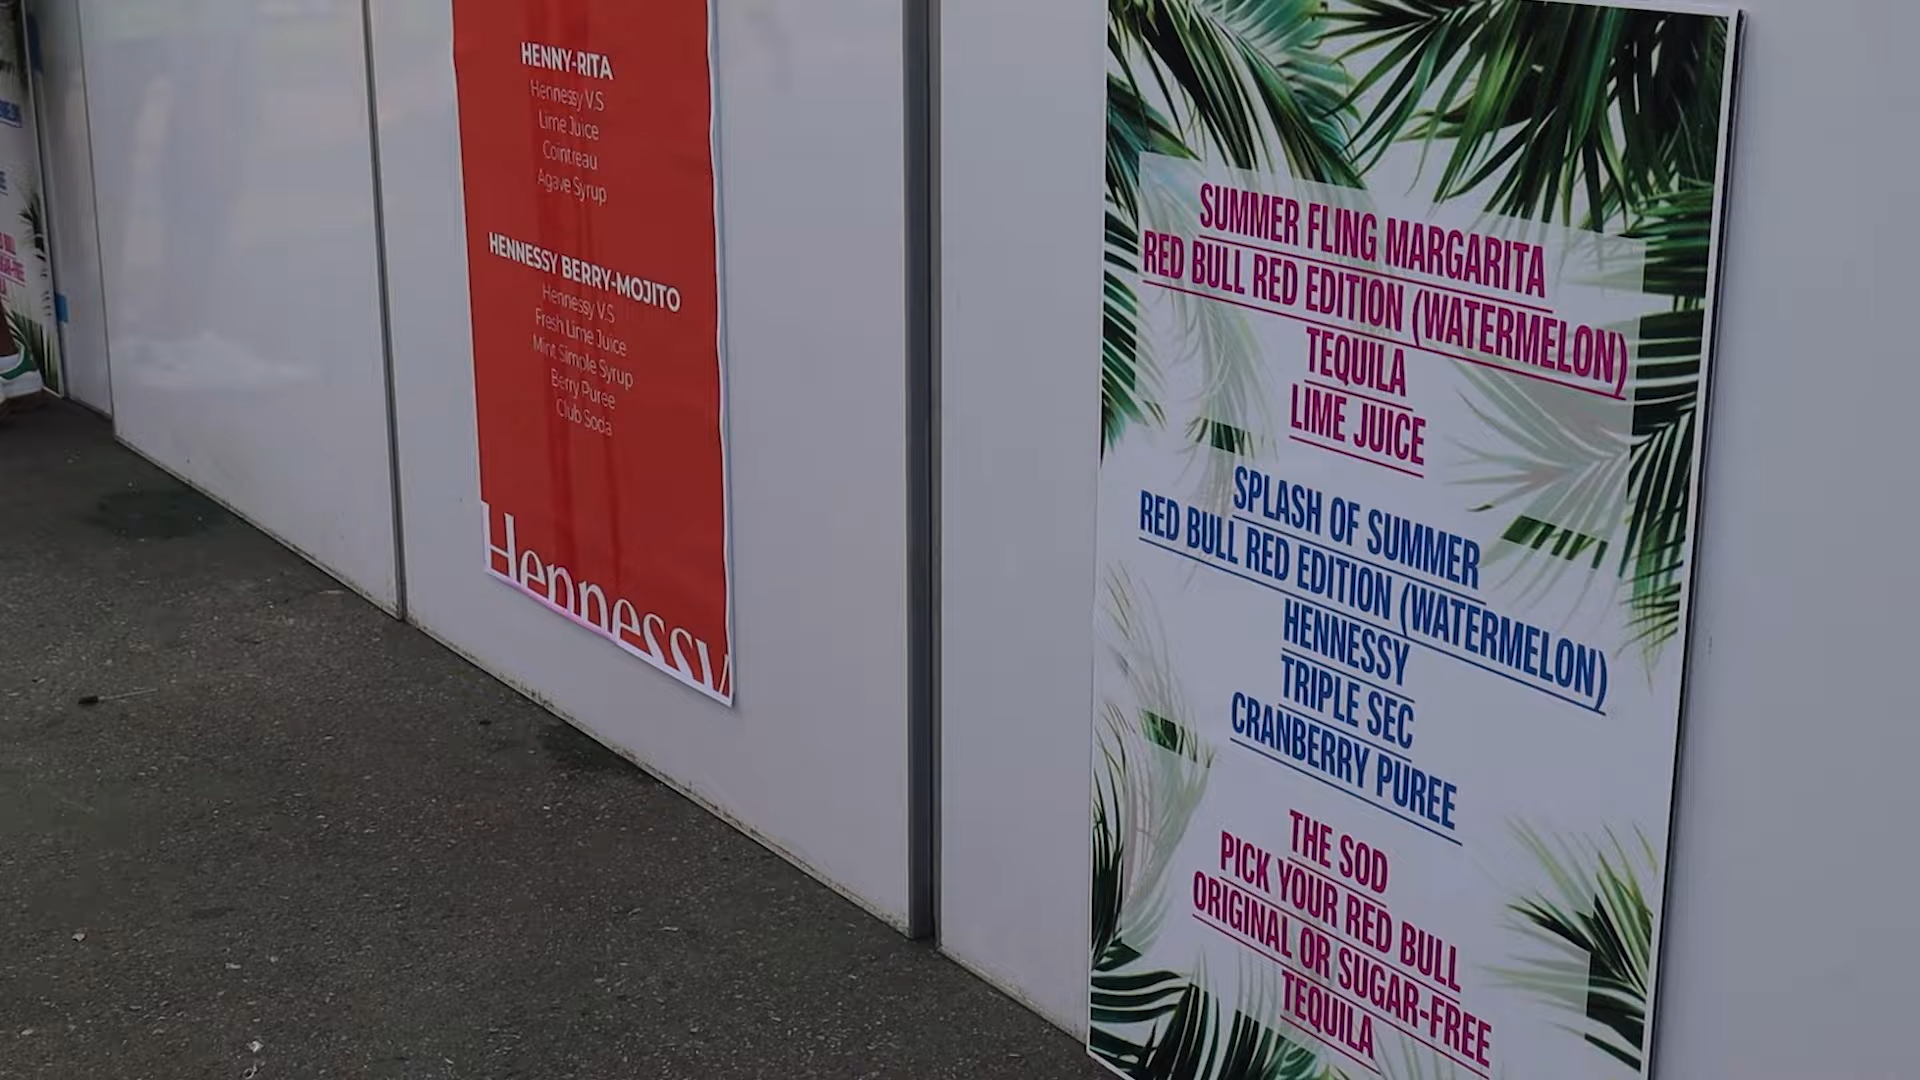 HENNY-RITA
Hennessy V.S
Lime Juice
Cointreau
Agave Syrup
HENNESSY BERRY-MOJITO
Hennessy V.S
Fresh Lime Juice
Mint Simple Syrup
Berry Puree
Club Soda
Hennessy
SUMMER FLING MARGARITA
RED BULL RED EDITION (WATERMELON)
TEQUILA
LIME JUICE
SPLASH OF SUMMER
RED BULL RED EDITION (WATERMELON)
HENNESSY
TRIPLE SEC
CRANBERRY PUREE
THE SOD
PICK YOUR RED BULL
ORIGINAL OR SUGAR-FREE
TEQUILA